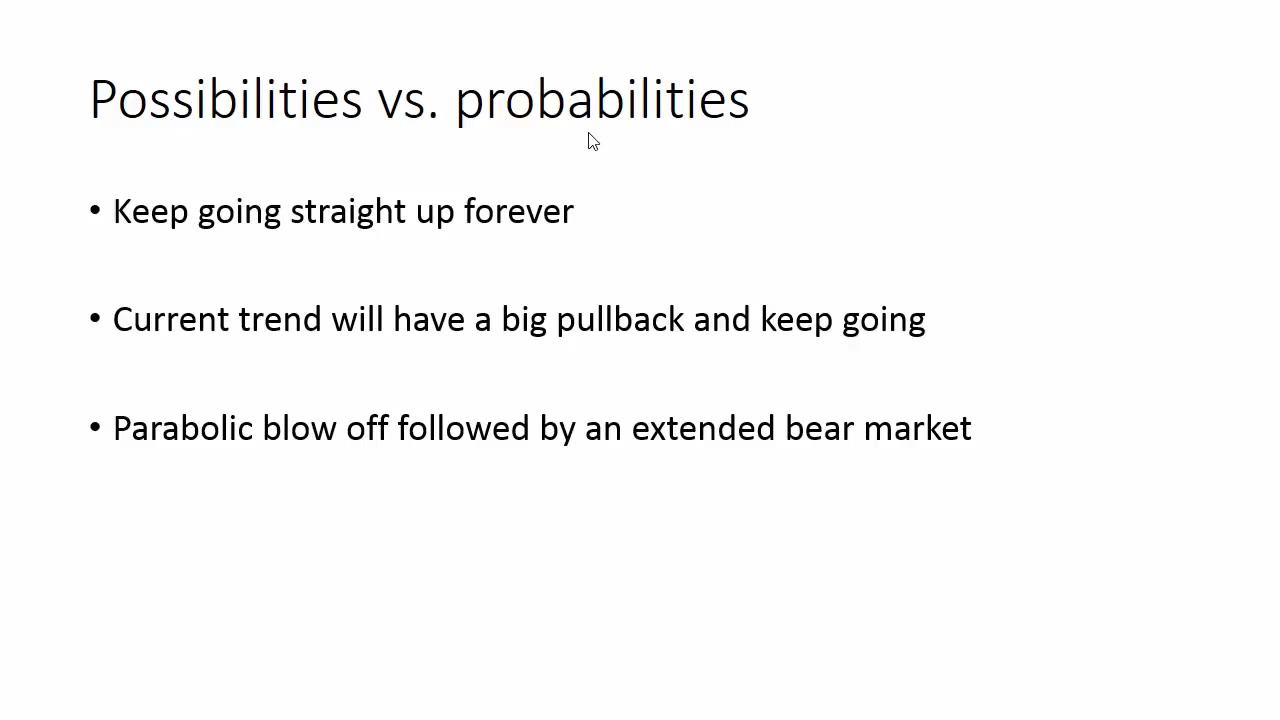 Possibilities vs. probabilities
• Keep going straight up forever
• Current trend will have a big pullback and keep going
• Parabolic blow off followed by an extended bear market